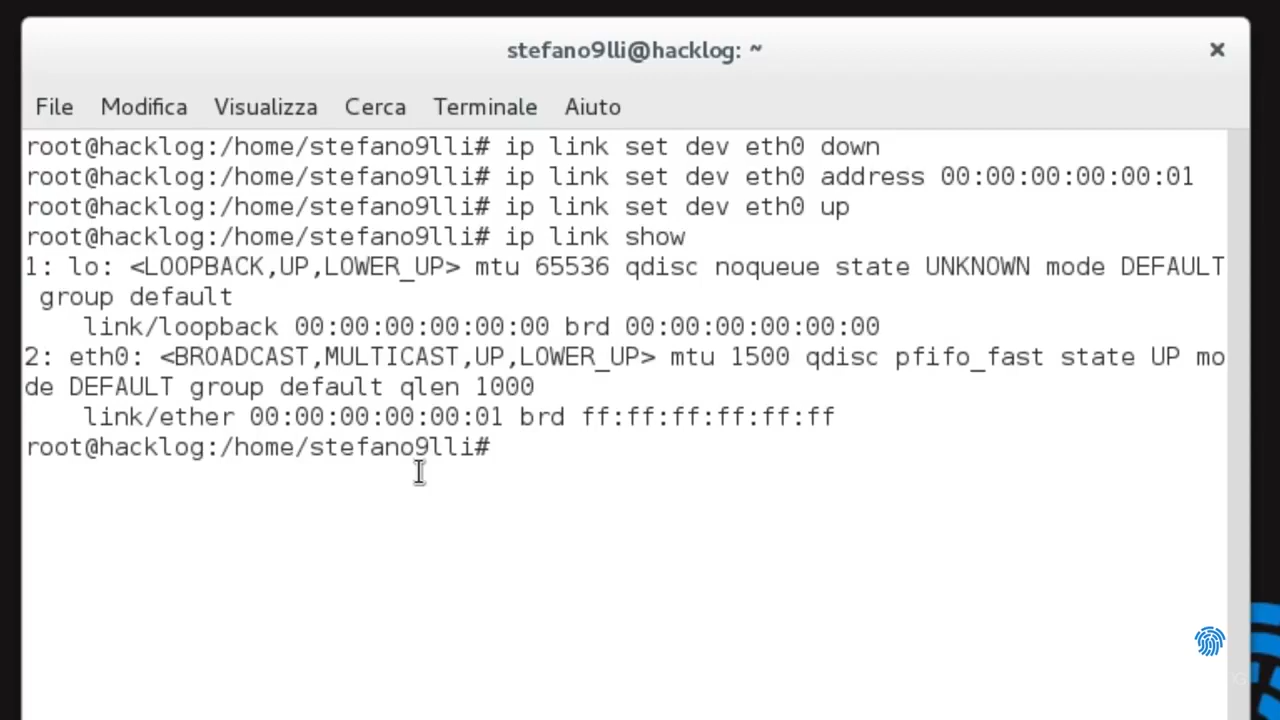 stefano9lli@hacklog: ~
File Modifica Visualizza Cerca Terminale Aiuto
root@hacklog:/home/stefano9lli# ip link set dev eth0 down
root@hacklog:/home/stefano9lli# ip link set dev eth0 address 00:00:00:00:00:01
root@hacklog:/home/stefano9lli# ip link set dev eth0 up
root@hacklog:/home/stefano9lli# ip link show
1: lo: <LOOPBACK,UP,LOWER_UP> mtu 65536 qdisc noqueue state UNKNOWN mode DEFAULT
 group default
    link/loopback 00:00:00:00:00:00 brd 00:00:00:00:00:00
2: eth0: <BROADCAST,MULTICAST,UP,LOWER_UP> mtu 1500 qdisc pfifo_fast state UP mo
de DEFAULT group default qlen 1000
    link/ether 00:00:00:00:00:01 brd ff:ff:ff:ff:ff:ff
root@hacklog:/home/stefano9lli#